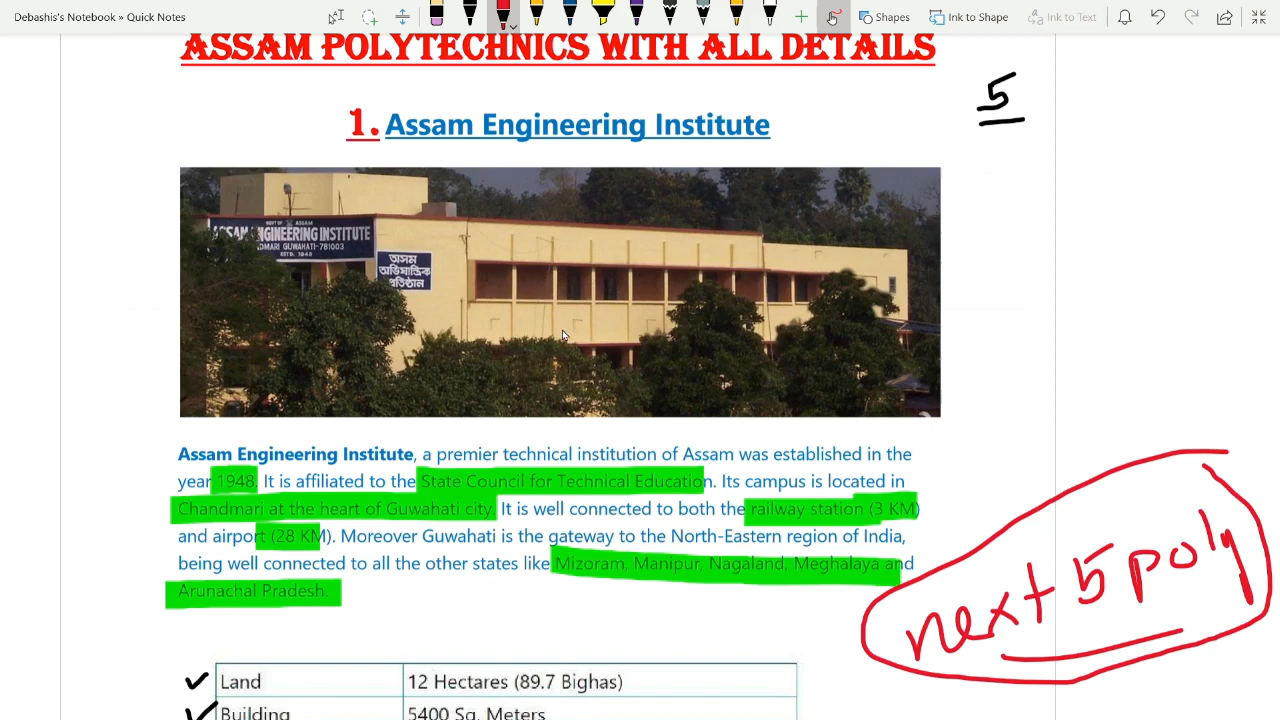 Debashis's Notebook » Quick Notes
Shapes
Ink to Shape
Ink to Text
ASSAM POLYTECHNICS WITH ALL DETAILS
5
1. Assam Engineering Institute
GOVT OF ASSAM
ASSAM ENGINEERING INSTITUTE
DMARI GUWAHATI-781003
ESTD. 1948
অসম
অভিযান্ত্ৰিক
প্ৰতিষ্ঠান
Assam Engineering Institute, a premier technical institution of Assam was established in the
year 1948. It is affiliated to the State Council for Technical Education. Its campus is located in
Chandmari at the heart of Guwahati city. It is well connected to both the railway station (3 KM)
and airport (28 KM). Moreover Guwahati is the gateway to the North-Eastern region of India,
being well connected to all the other states like Mizoram, Manipur, Nagaland, Meghalaya and
Arunachal Pradesh.
next 5 poly
Land 12 Hectares (89.7 Bighas)
Building 5400 Sq. Meters